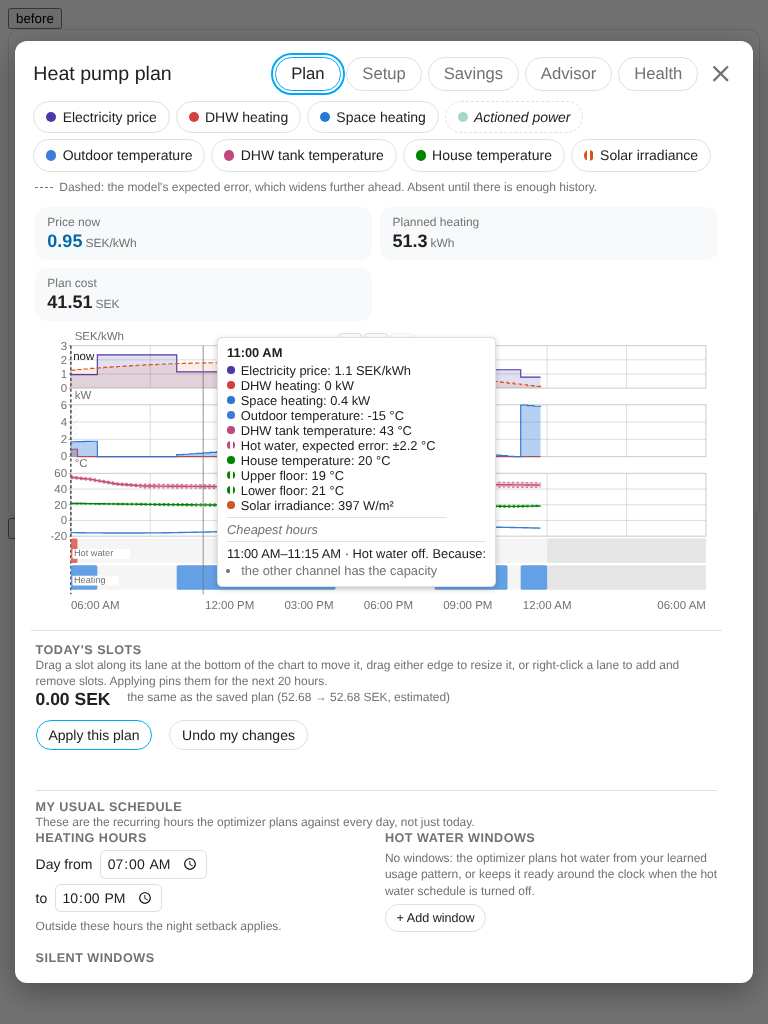 before
Heat pump plan
Plan
Setup
Savings
Advisor
Health
Electricity price
DHW heating
Space heating
Actioned power
Outdoor temperature
DHW tank temperature
House temperature
Solar irradiance
Dashed: the model's expected error, which widens further ahead. Absent until there is enough history.
Price now
0.95 SEK/kWh
Planned heating
51.3 kWh
Plan cost
41.51 SEK
SEK/kWh
3
2
1
0
now
kW
6
4
2
0
°C
60
40
20
0
-20
Hot water
Heating
06:00 AM
12:00 PM
03:00 PM
06:00 PM
09:00 PM
12:00 AM
06:00 AM
11:00 AM
Electricity price: 1.1 SEK/kWh
DHW heating: 0 kW
Space heating: 0.4 kW
Outdoor temperature: -15 °C
DHW tank temperature: 43 °C
Hot water, expected error: ±2.2 °C
House temperature: 20 °C
Upper floor: 19 °C
Lower floor: 21 °C
Solar irradiance: 397 W/m²
Cheapest hours
11:00 AM–11:15 AM · Hot water off. Because:
the other channel has the capacity
TODAY'S SLOTS
Drag a slot along its lane at the bottom of the chart to move it, drag either edge to resize it, or right-click a lane to add and
remove slots. Applying pins them for the next 20 hours.
0.00 SEK the same as the saved plan (52.68 → 52.68 SEK, estimated)
Apply this plan
Undo my changes
MY USUAL SCHEDULE
These are the recurring hours the optimizer plans against every day, not just today.
HEATING HOURS
Day from 07:00 AM
to 10:00 PM
Outside these hours the night setback applies.
HOT WATER WINDOWS
No windows: the optimizer plans hot water from your learned
usage pattern, or keeps it ready around the clock when the hot
water schedule is turned off.
+ Add window
SILENT WINDOWS